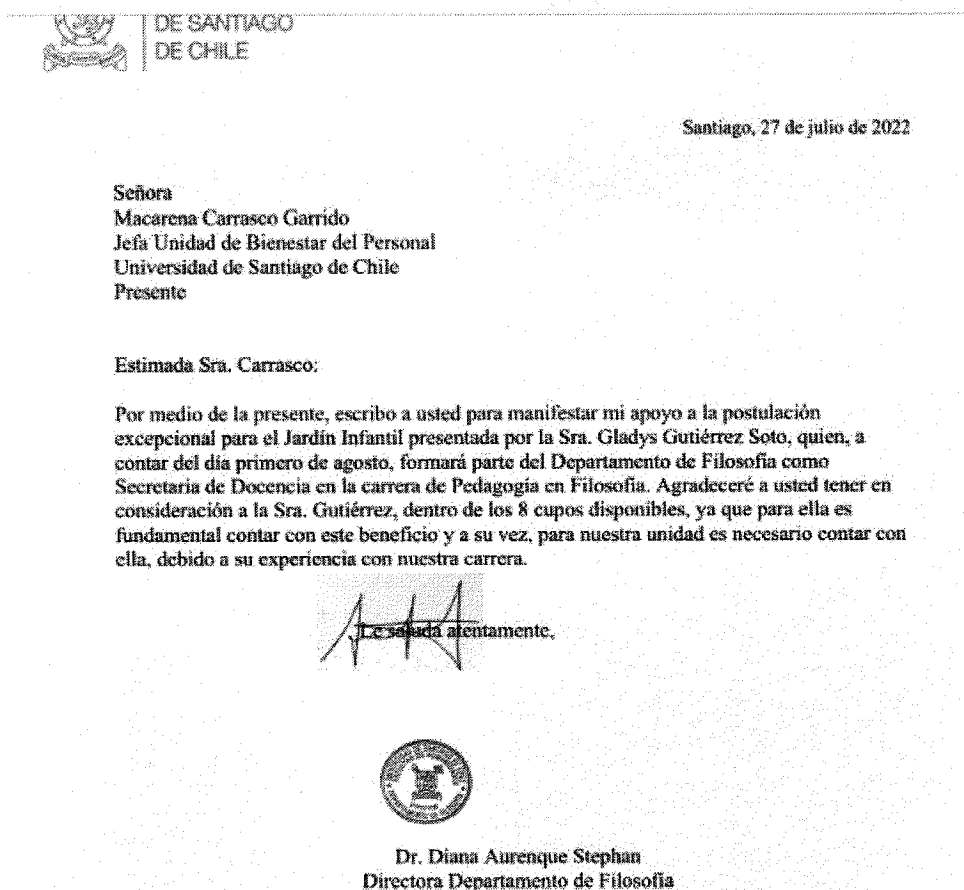 DE SANTIAGO
DE CHILE
Santiago, 27 de julio de 2022
Señora
Macarena Carrasco Garrido
Jefa Unidad de Bienestar del Personal
Universidad de Santiago de Chile
Presente
Estimada Sra. Carrasco:
Por medio de la presente, escribo a usted para manifestar mi apoyo a la postulación
excepcional para el Jardín Infantil presentada por la Sra. Gladys Gutiérrez Soto, quien, a
contar del día primero de agosto, formará parte del Departamento de Filosofía como
Secretaria de Docencia en la carrera de Pedagogía en Filosofía. Agradeceré a usted tener en
consideración a la Sra. Gutiérrez, dentro de los 8 cupos disponibles, ya que para ella es
fundamental contar con este beneficio y a su vez, para nuestra unidad es necesario contar con
ella, debido a su experiencia con nuestra carrera.
Le saluda atentamente,
Dr. Diana Aurenque Stephan
Directora Departamento de Filosofía